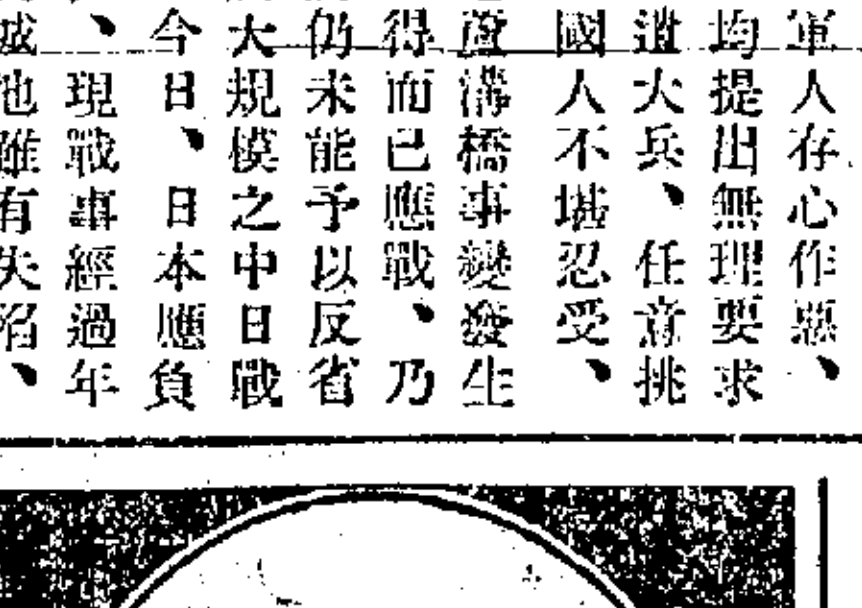 軍人存心作惡、
均提出無理要求
大兵、任意挑
國人不堪忍受、
蘆溝橋事變發生
得而已應戰、乃
仍未能予以反省
大規模之中日戰
今日、日本應負
、現戰事經過年
城池雖有失陷、